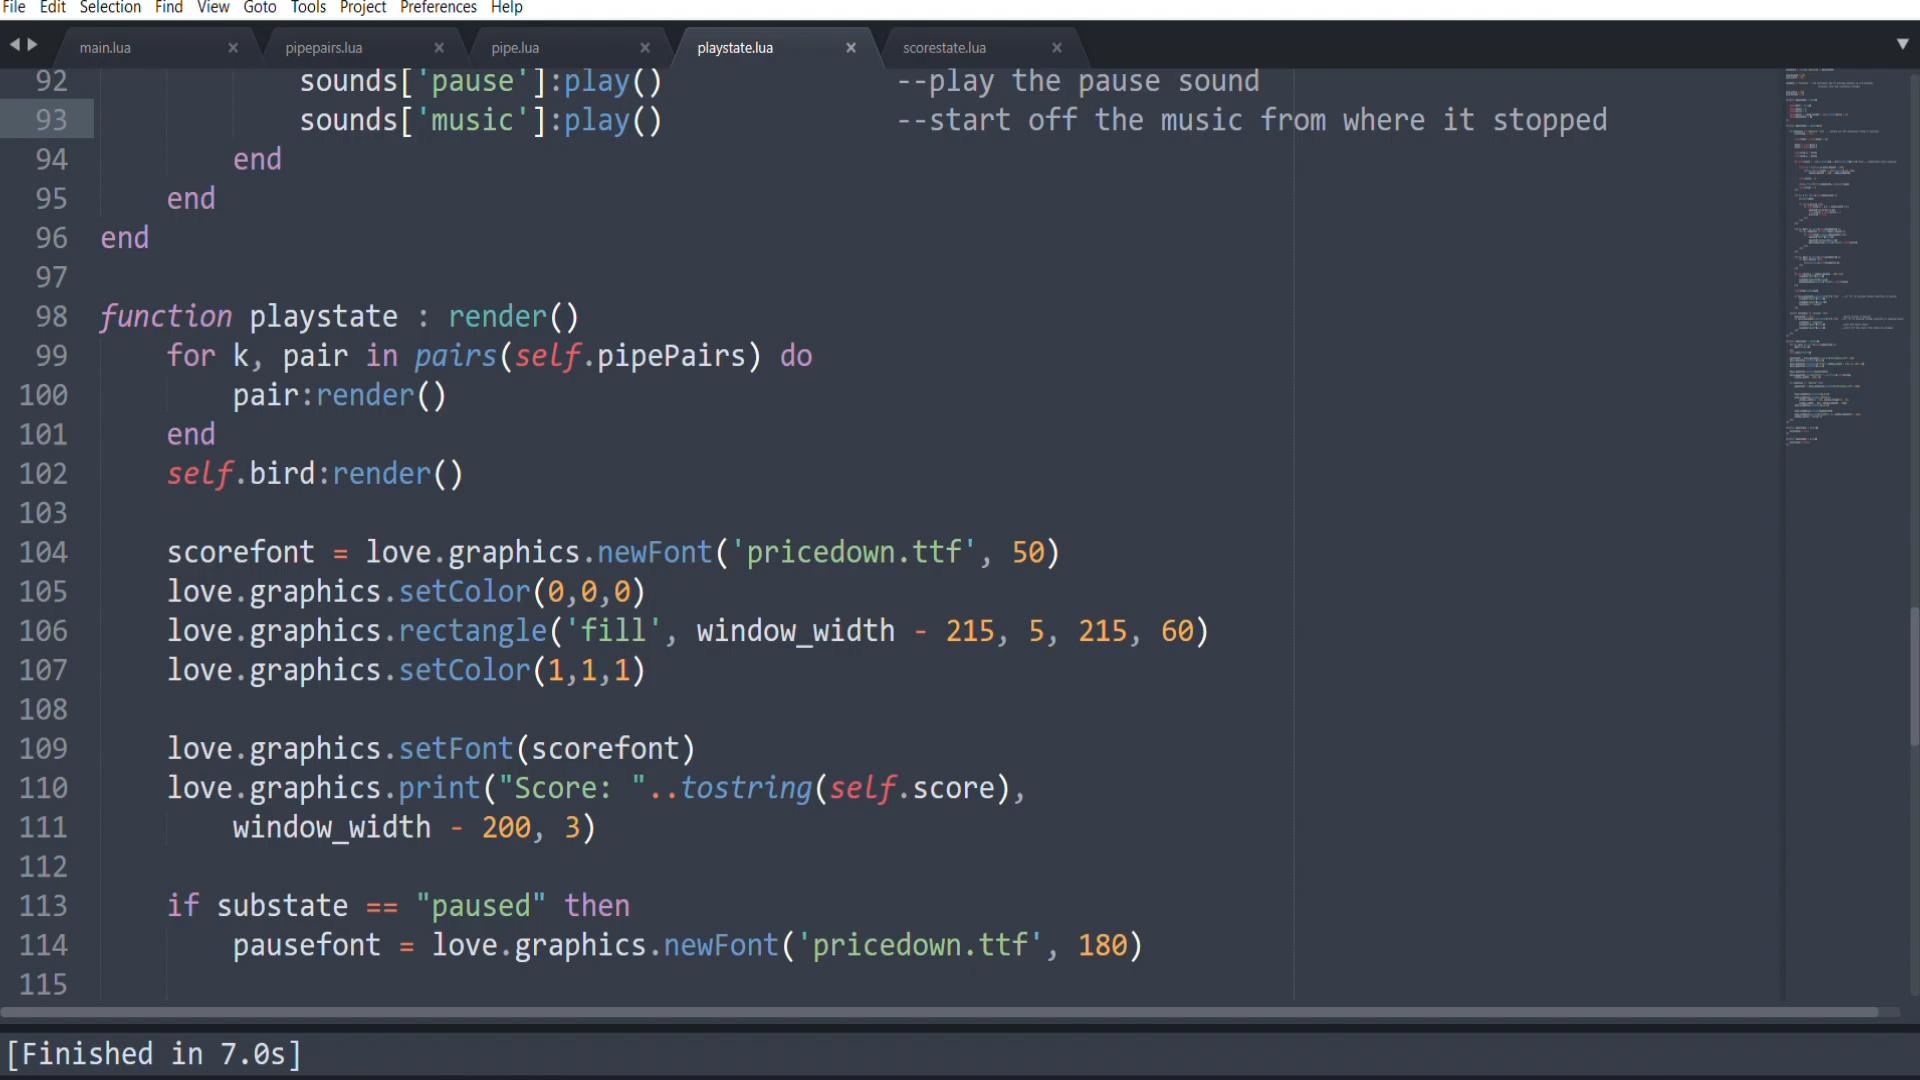 File Edit Selection Find View Goto Tools Project Preferences Help
main.lua × pipepairs.lua × pipe.lua × playstate.lua × scorestate.lua ×
92 sounds['pause']:play() --play the pause sound
93 sounds['music']:play() --start off the music from where it stopped
94 end
95 end
96 end
97
98 function playstate : render()
99 for k, pair in pairs(self.pipePairs) do
100 pair:render()
101 end
102 self.bird:render()
103
104 scorefont = love.graphics.newFont('pricedown.ttf', 50)
105 love.graphics.setColor(0,0,0)
106 love.graphics.rectangle('fill', window_width - 215, 5, 215, 60)
107 love.graphics.setColor(1,1,1)
108
109 love.graphics.setFont(scorefont)
110 love.graphics.print("Score: "..tostring(self.score),
111 window_width - 200, 3)
112
113 if substate == "paused" then
114 pausefont = love.graphics.newFont('pricedown.ttf', 180)
115
[Finished in 7.0s]